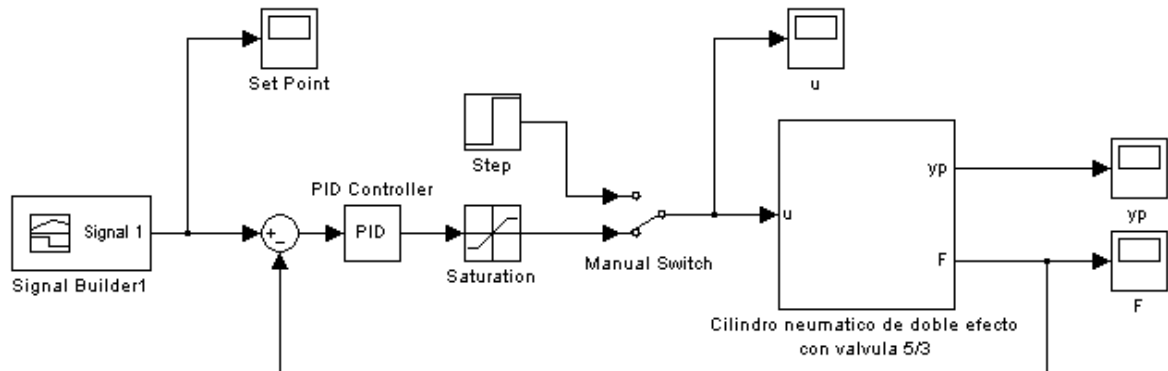 Set Point
u
Step
PID Controller
yp
yp
Signal 1
+
−
PID
u
Signal Builder1
Saturation
Manual Switch
F
F
Cilindro neumatico de doble efecto
con valvula 5/3